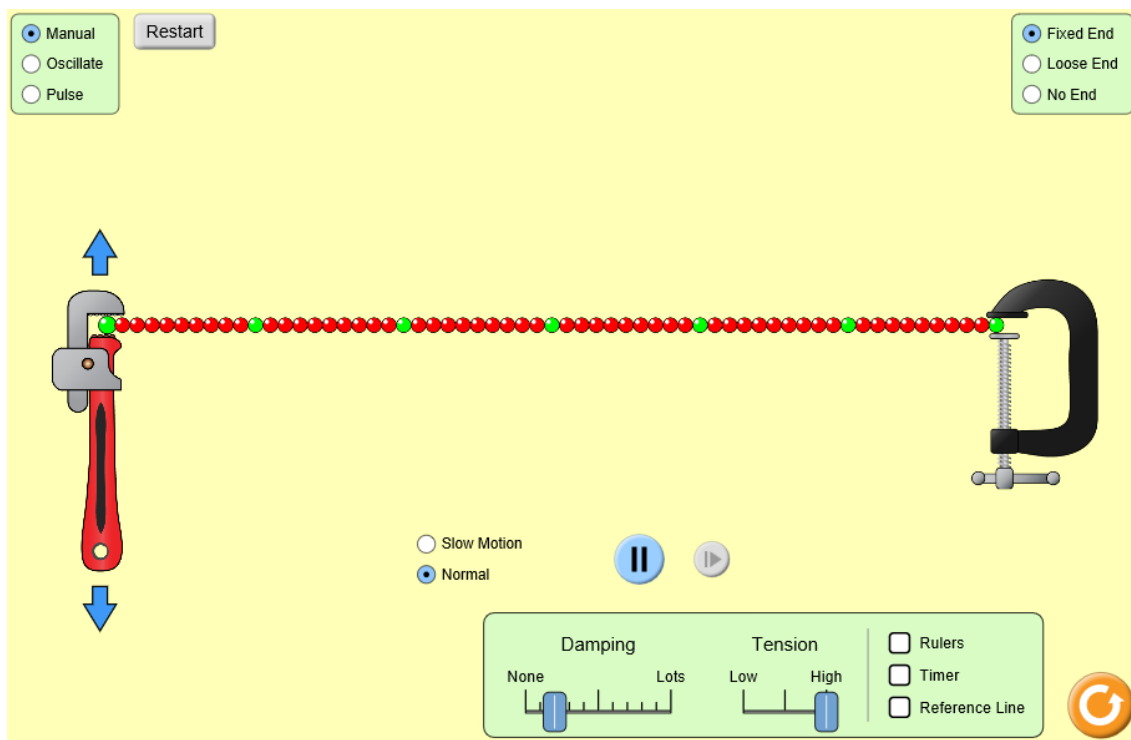 Manual
Oscillate
Pulse
Restart
Fixed End
Loose End
No End
Slow Motion
Normal
Damping
None
Lots
Tension
Low
High
Rulers
Timer
Reference Line